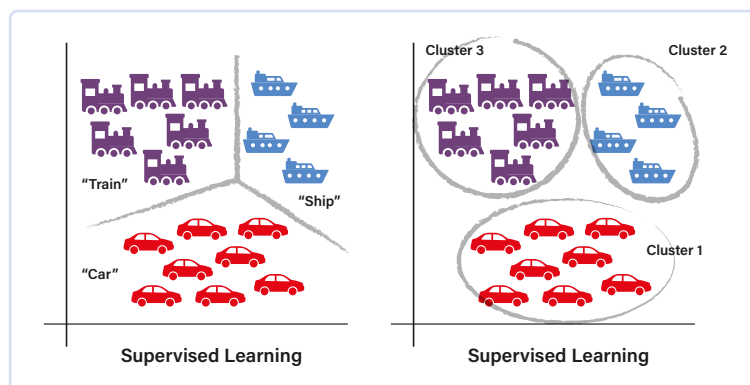 "Train"
"Ship"
"Car"
Supervised Learning
Cluster 3
Cluster 2
Cluster 1
Supervised Learning